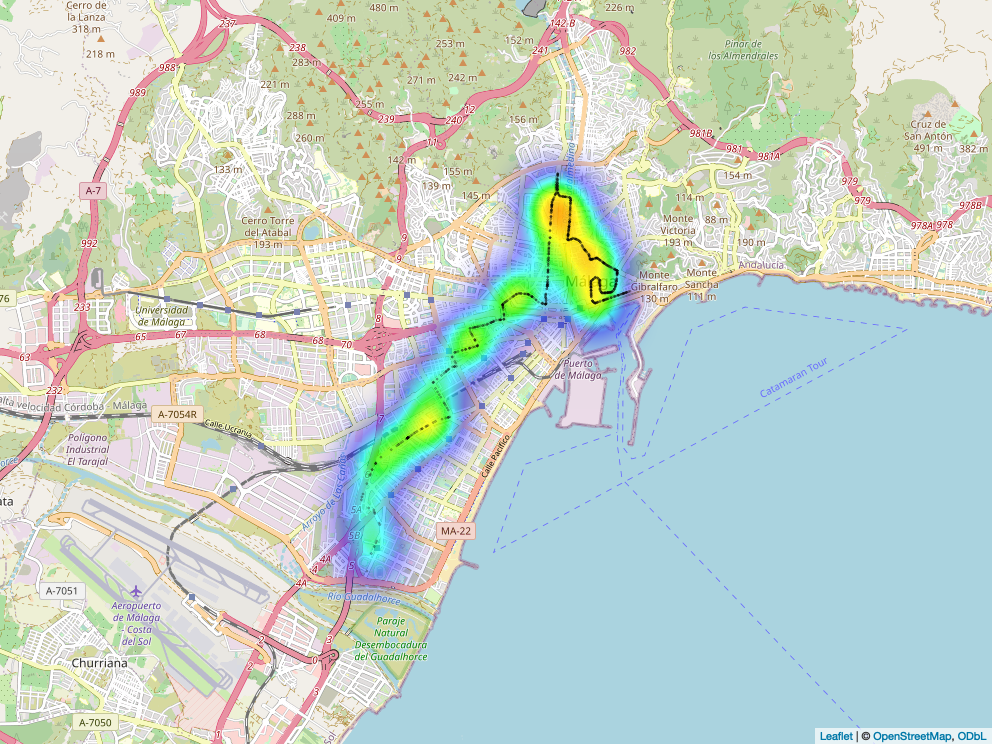 Cerro de
la Lanza
318 m
218 m
237
409 m
480 m
226 m
142-B
238
283 m
253 m
152 m
241
982
Pinar de
los Almendrales
988
989
221 m
271 m
242 m
255 m
288 m
239
240
12
156 m
260 m
11
981B
981
981A
Cruz de
San Antón
491 m
382 m
142 m
155 m
133 m
139 m
145 m
154 m
979
979
978B
A-7
114 m
Cerro Torre
del Atabal
193 m
88 m
Monte
Victoria
193 m
190 m
978A
978
992
9
9
Málaga
Monte
Gibralfaro
130 m
Monte
Sancha
111 m
Andalucía
76
233
Universidad
de Málaga
8
65
67
68
68
70
63
232
Puerto
de Málaga
Catamaran Tour
alta velocidad Córdoba - Málaga
A-7054R
7
Calle Ucrania
Polígono
Industrial
El Tarajal
Calle Pacífico
Arroyo de Los Cañas
5A
5B
MA-22
4A
4A
5
A-7051
Río Guadalhorce
Aeropuerto
de Málaga
- Costa
del Sol
2
2
3
0
3
1
Paraje
Natural
Desembocadura
del Guadalhorce
Churriana
A-7050
Sol
Leaflet | © OpenStreetMap, ODbL